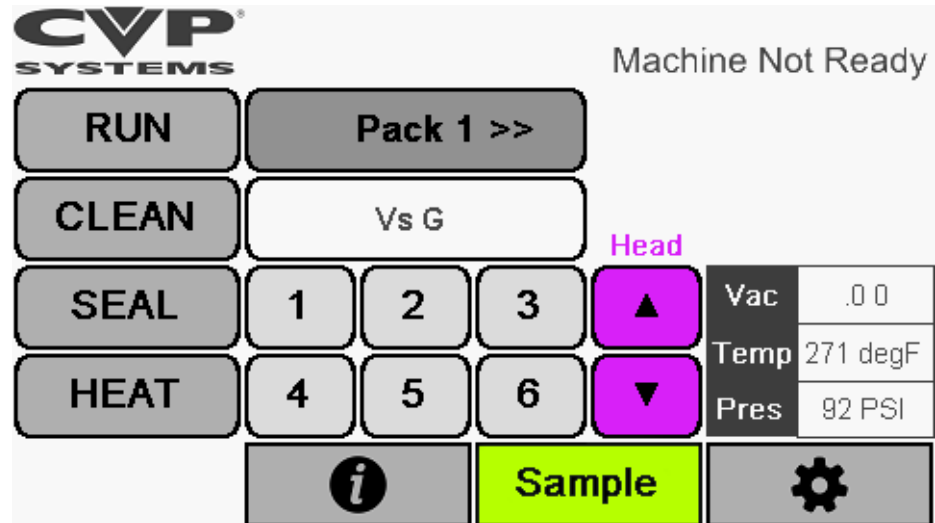 CVP®
SYSTEMS
Machine Not Ready
RUN
Pack 1 >>
CLEAN
Vs G
Head
SEAL
1
2
3
▲
Vac
.0 0
Temp
271 degF
HEAT
4
5
6
▼
Pres
92 PSI
i
Sample